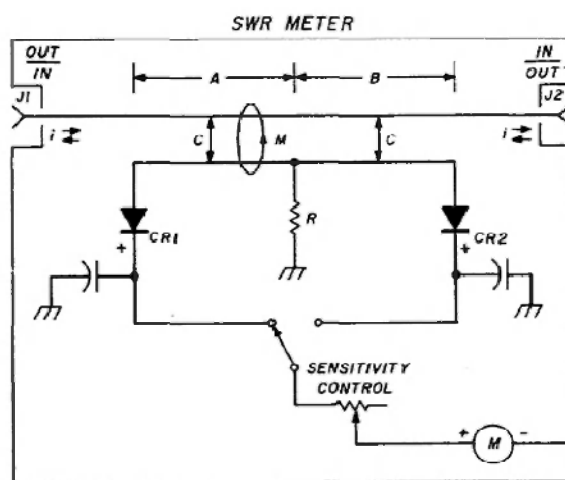 SWR METER
OUT
IN
IN
OUT
A
B
J1
J2
i
C
M
C
i
R
CR1
CR2
+
+
SENSITIVITY
CONTROL
+
M
-